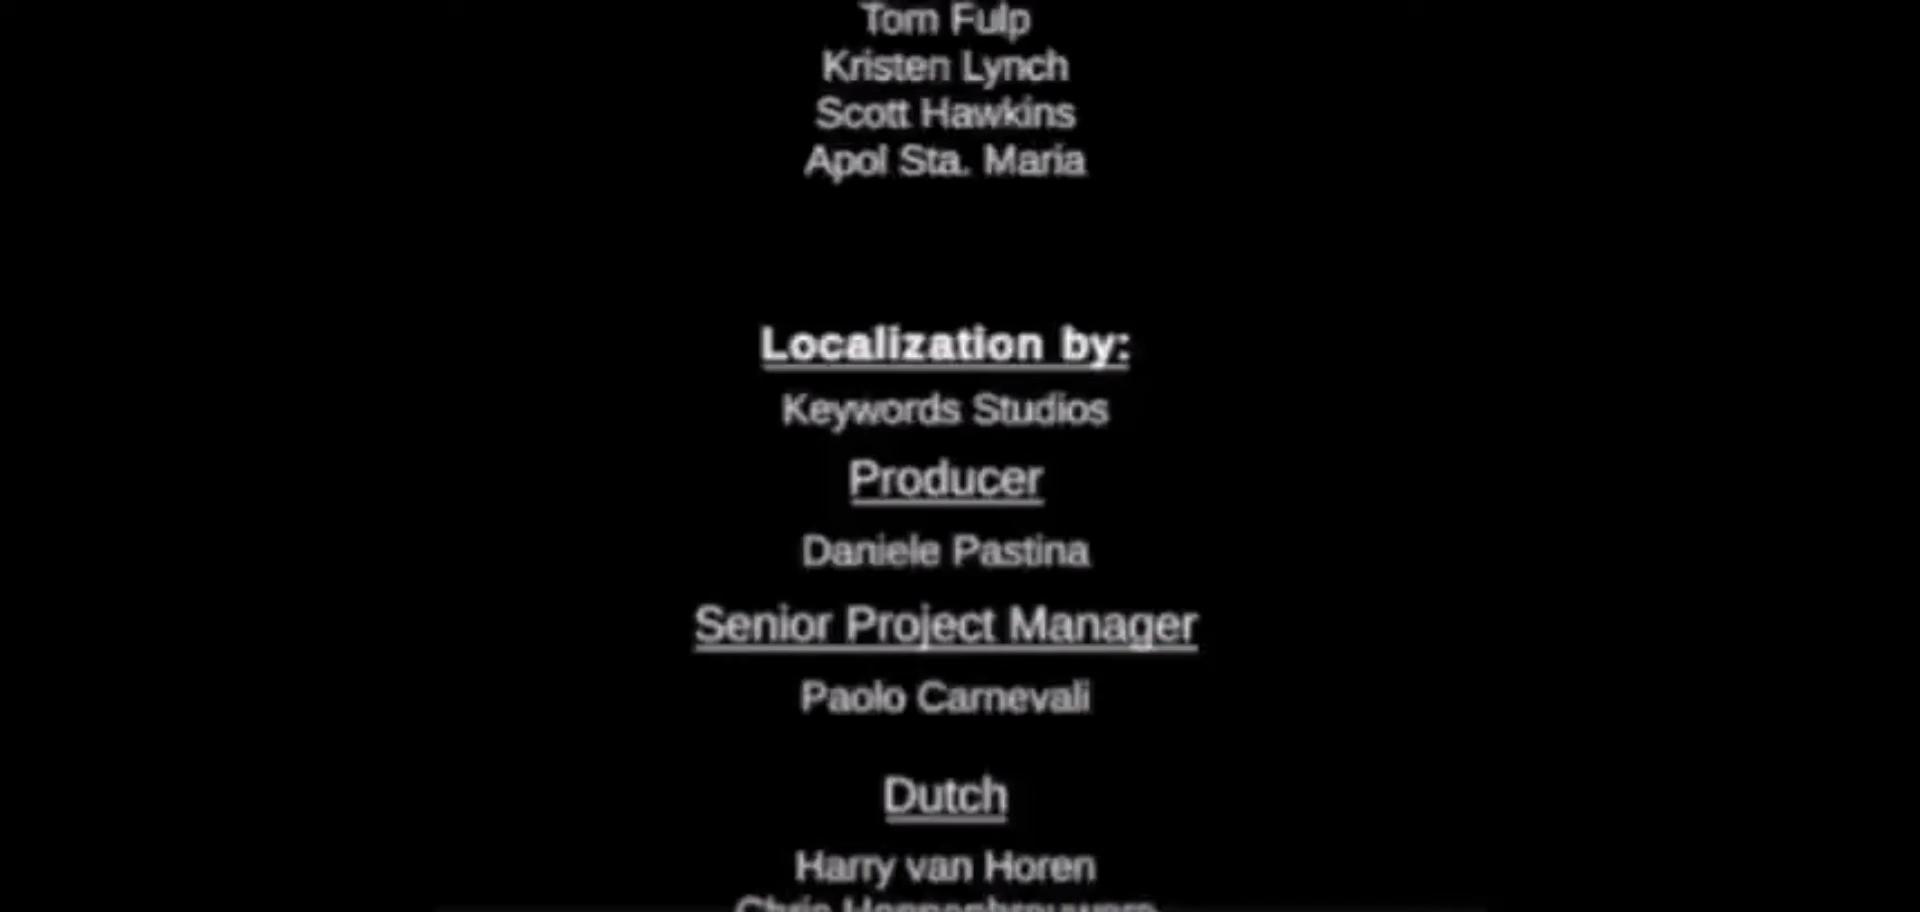 Tom Fulp
Kristen Lynch
Scott Hawkins
Apol Sta. Maria
Localization by:
Keywords Studios
Producer
Daniele Pastina
Senior Project Manager
Paolo Carnevali
Dutch
Harry van Horen
Chris